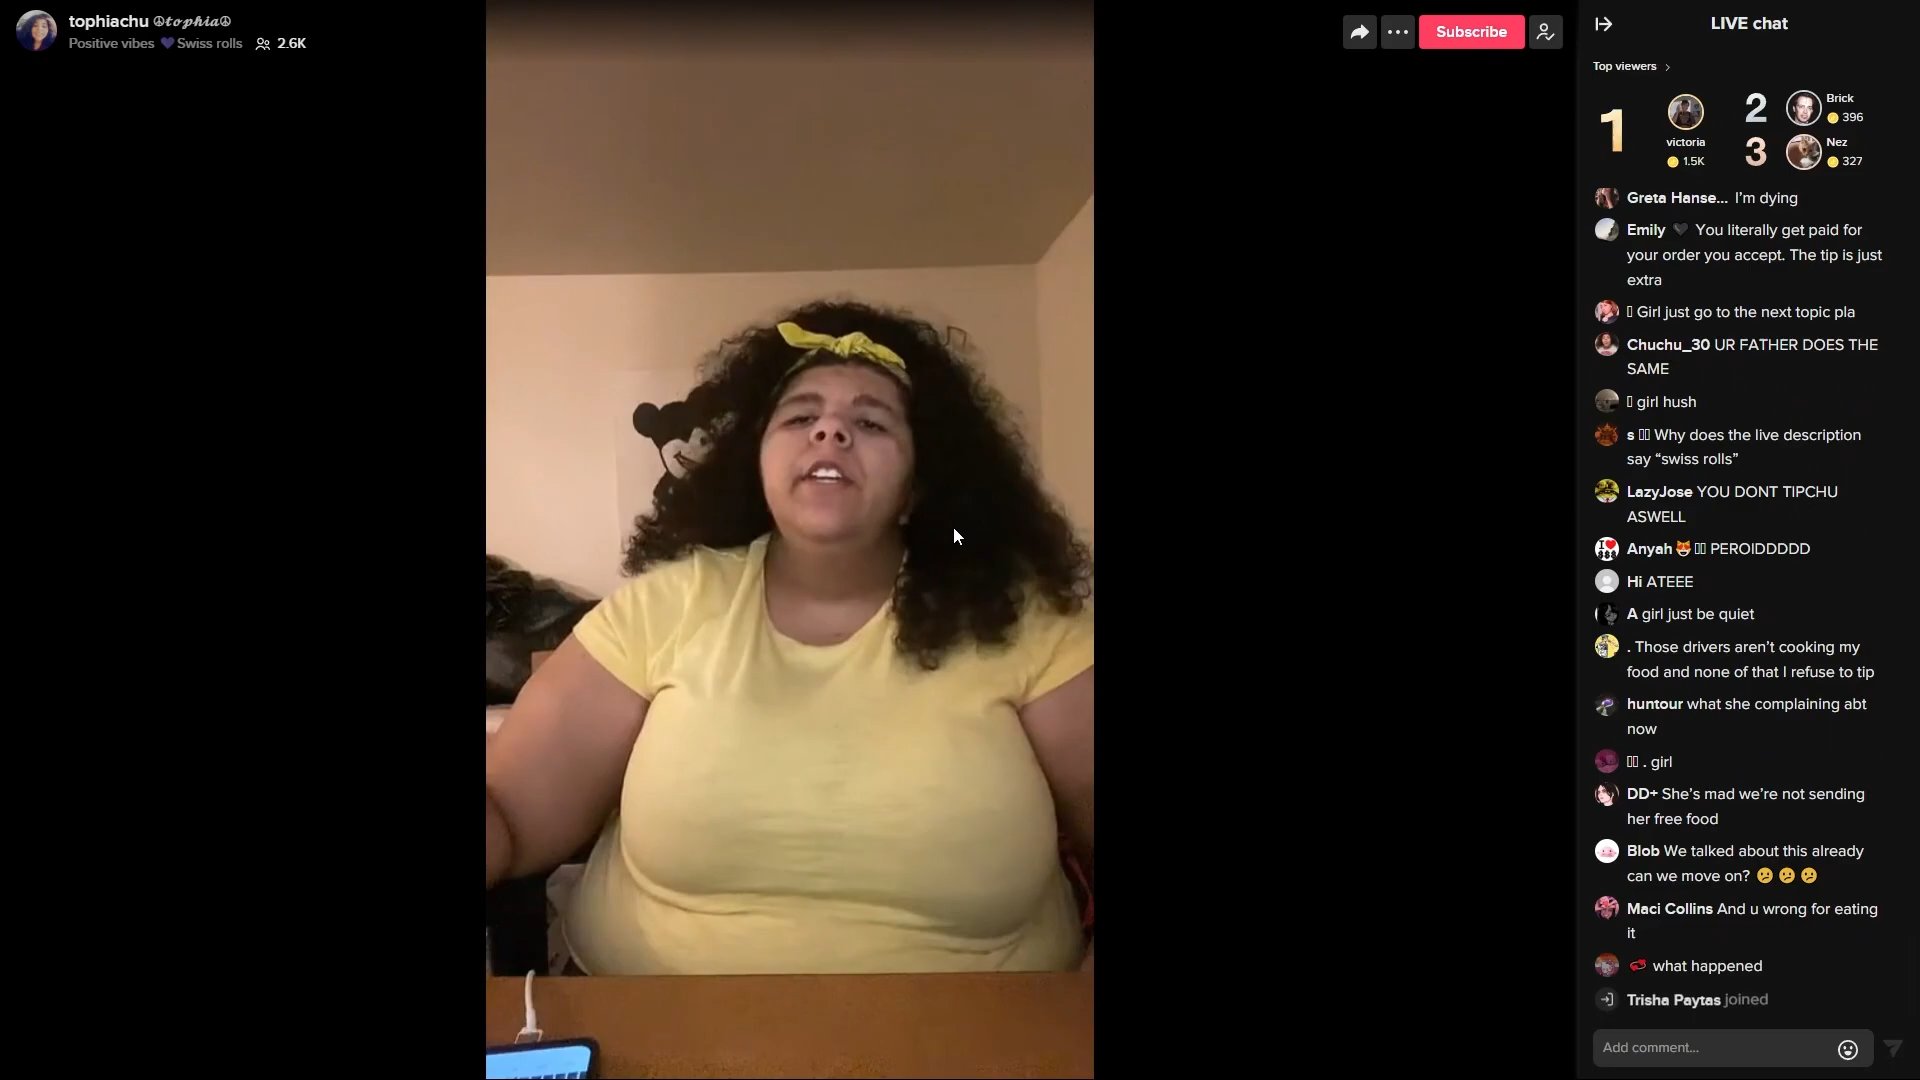 tophiachu ☮𝓽𝓸𝓹𝓱𝓲𝓪☮
Positive vibes 💜Swiss rolls 2.6K
Subscribe
LIVE chat
Top viewers
1
victoria
1.5K
2
Brick
396
3
Nez
327
Greta Hanse... I’m dying
Emily 🖤 You literally get paid for
your order you accept. The tip is just
extra
Girl just go to the next topic pla
Chuchu_30 UR FATHER DOES THE
SAME
girl hush
s Why does the live description
say “swiss rolls”
LazyJose YOU DONT TIPCHU
ASWELL
Anyah 😻 PEROIDDDDD
Hi ATEEE
A girl just be quiet
. Those drivers aren’t cooking my
food and none of that I refuse to tip
huntour what she complaining abt
now
. girl
DD+ She’s mad we’re not sending
her free food
Blob We talked about this already
can we move on? 🫤 🫤 🫤
Maci Collins And u wrong for eating
it
what happened
Trisha Paytas joined
Add comment...